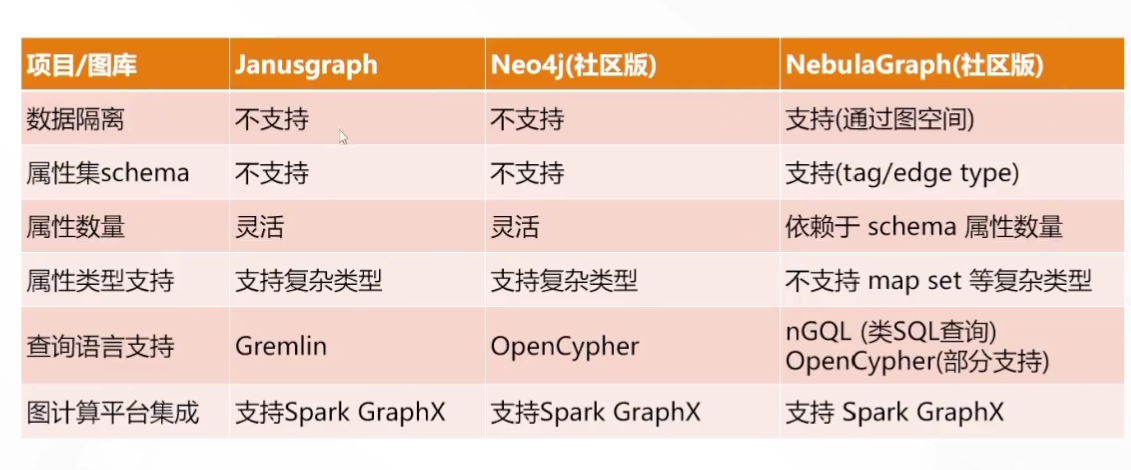 项目/图库 Janusgraph Neo4j(社区版) NebulaGraph(社区版)
数据隔离 不支持 不支持 支持(通过图空间)
属性集schema 不支持 不支持 支持(tag/edge type)
属性数量 灵活 灵活 依赖于 schema 属性数量
属性类型支持 支持复杂类型 支持复杂类型 不支持 map set 等复杂类型
查询语言支持 Gremlin OpenCypher nGQL (类SQL查询)
OpenCypher(部分支持)
图计算平台集成 支持Spark GraphX 支持Spark GraphX 支持 Spark GraphX